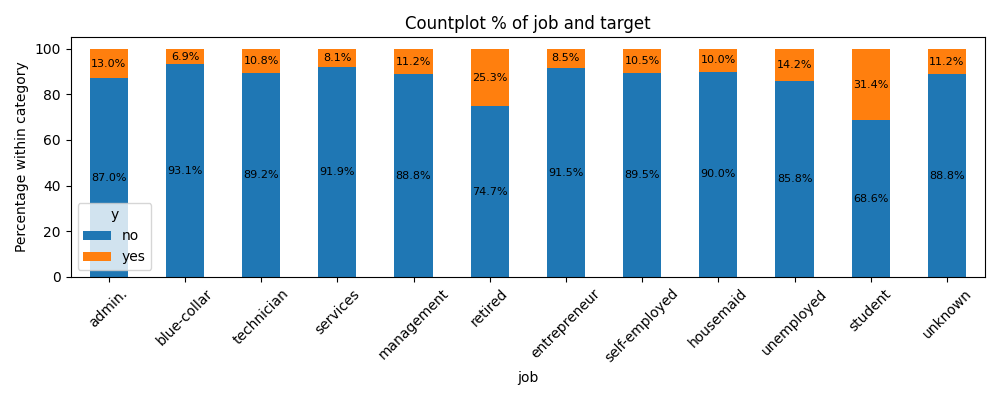 Countplot % of job and target
Percentage within category
100
80
60
40
20
0
13.0% 6.9% 10.8% 8.1% 11.2% 25.3% 8.5% 10.5% 10.0% 14.2% 31.4% 11.2%
87.0% 93.1% 89.2% 91.9% 88.8% 74.7% 91.5% 89.5% 90.0% 85.8% 68.6% 88.8%
y
no
yes
admin. blue-collar technician services management retired entrepreneur self-employed housemaid unemployed student unknown
job